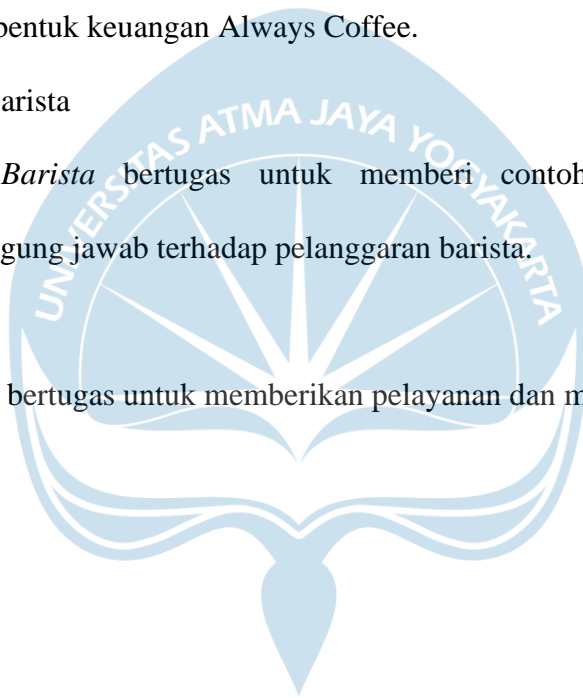 bentuk keuangan Always Coffee.
arista
Barista bertugas untuk memberi contoh
gung jawab terhadap pelanggaran barista.
bertugas untuk memberikan pelayanan dan m
UNIVERSITAS ATMA JAYA YOGYAKARTA